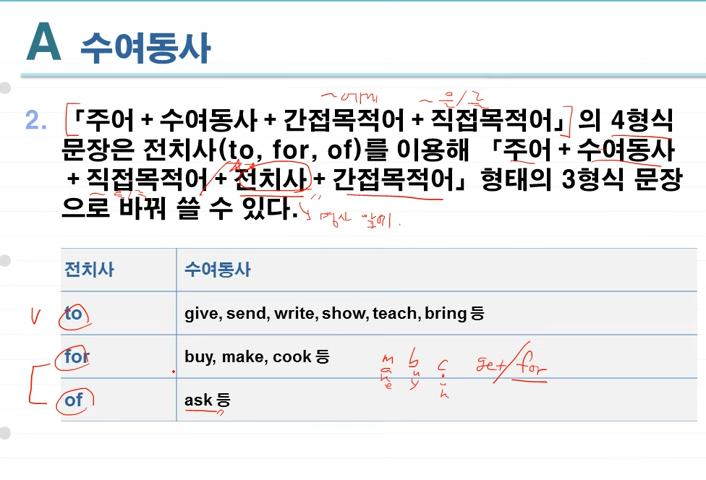 A 수여동사
~에게 ~을/를
2. 「주어 + 수여동사 + 간접목적어 + 직접목적어」의 4형식
문장은 전치사(to, for, of)를 이용해 「주어 + 수여동사
+ 직접목적어 + 전치사 + 간접목적어」 형태의 3형식 문장
~을/를
으로 바꿔 쓸 수 있다.
명사 앞에.
전치사 수여동사
V to give, send, write, show, teach, bring 등
for buy, make, cook 등 make buy get/for
of ask 등